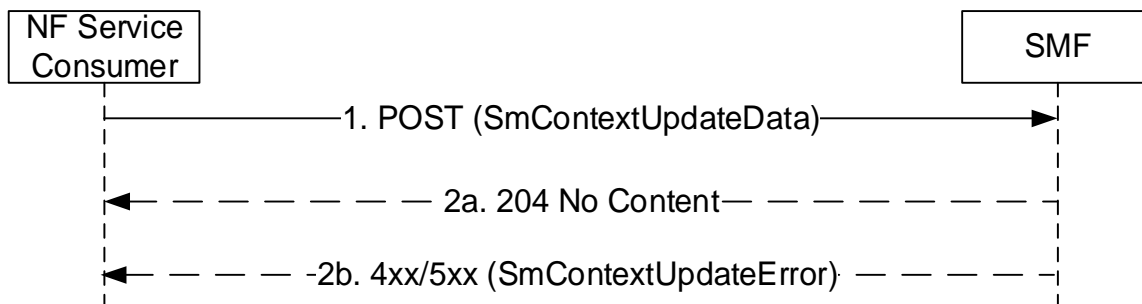 NF Service
Consumer
SMF
1. POST (SmContextUpdateData)
2a. 204 No Content
2b. 4xx/5xx (SmContextUpdateError)